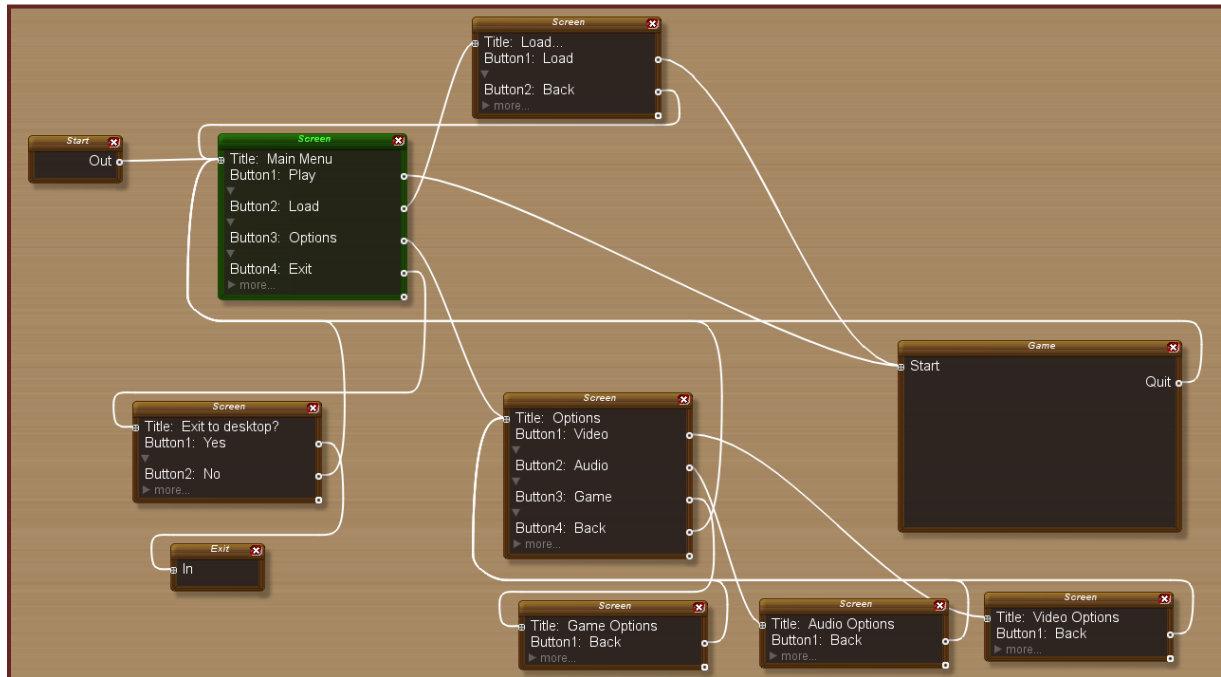 Screen
Title: Load...
Button1: Load
Button2: Back
more...
Start
Out
Screen
Title: Main Menu
Button1: Play
Button2: Load
Button3: Options
Button4: Exit
more...
Game
Start
Quit
Screen
Title: Exit to desktop?
Button1: Yes
Button2: No
more...
Screen
Title: Options
Button1: Video
Button2: Audio
Button3: Game
Button4: Back
more...
Exit
In
Screen
Title: Game Options
Button1: Back
more...
Screen
Title: Audio Options
Button1: Back
more...
Screen
Title: Video Options
Button1: Back
more...